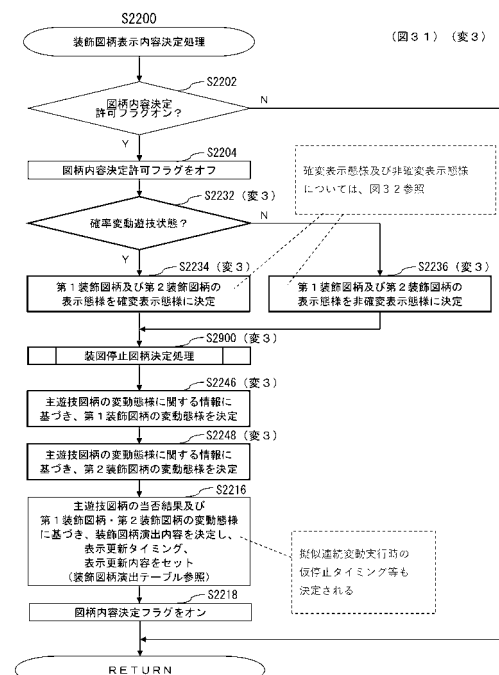 S2200
装飾図柄表示内容決定処理
（図３１）（変３）
S2202
図柄内容決定
許可フラグオン？
N
Y
S2204
図柄内容決定許可フラグをオフ
確変表示態様及び非確変表示態様
については、図３２参照
S2232（変３）
確率変動遊技状態？
N
Y
S2234（変３）
第１装飾図柄及び第２装飾図柄の
表示態様を確変表示態様に決定
S2236（変３）
第１装飾図柄及び第２装飾図柄の
表示態様を非確変表示態様に決定
S2900（変３）
装図停止図柄決定処理
S2246（変３）
主遊技図柄の変動態様に関する情報に
基づき、第１装飾図柄の変動態様を決定
S2248（変３）
主遊技図柄の変動態様に関する情報に
基づき、第２装飾図柄の変動態様を決定
S2216
主遊技図柄の当否結果及び
第１装飾図柄・第２装飾図柄の変動態様
に基づき、装飾図柄演出内容を決定し、
表示更新タイミング、
表示更新内容をセット
（装飾図柄演出テーブル参照）
擬似連続変動実行時の
仮停止タイミング等も
決定される
S2218
図柄内容決定フラグをオン
RETURN